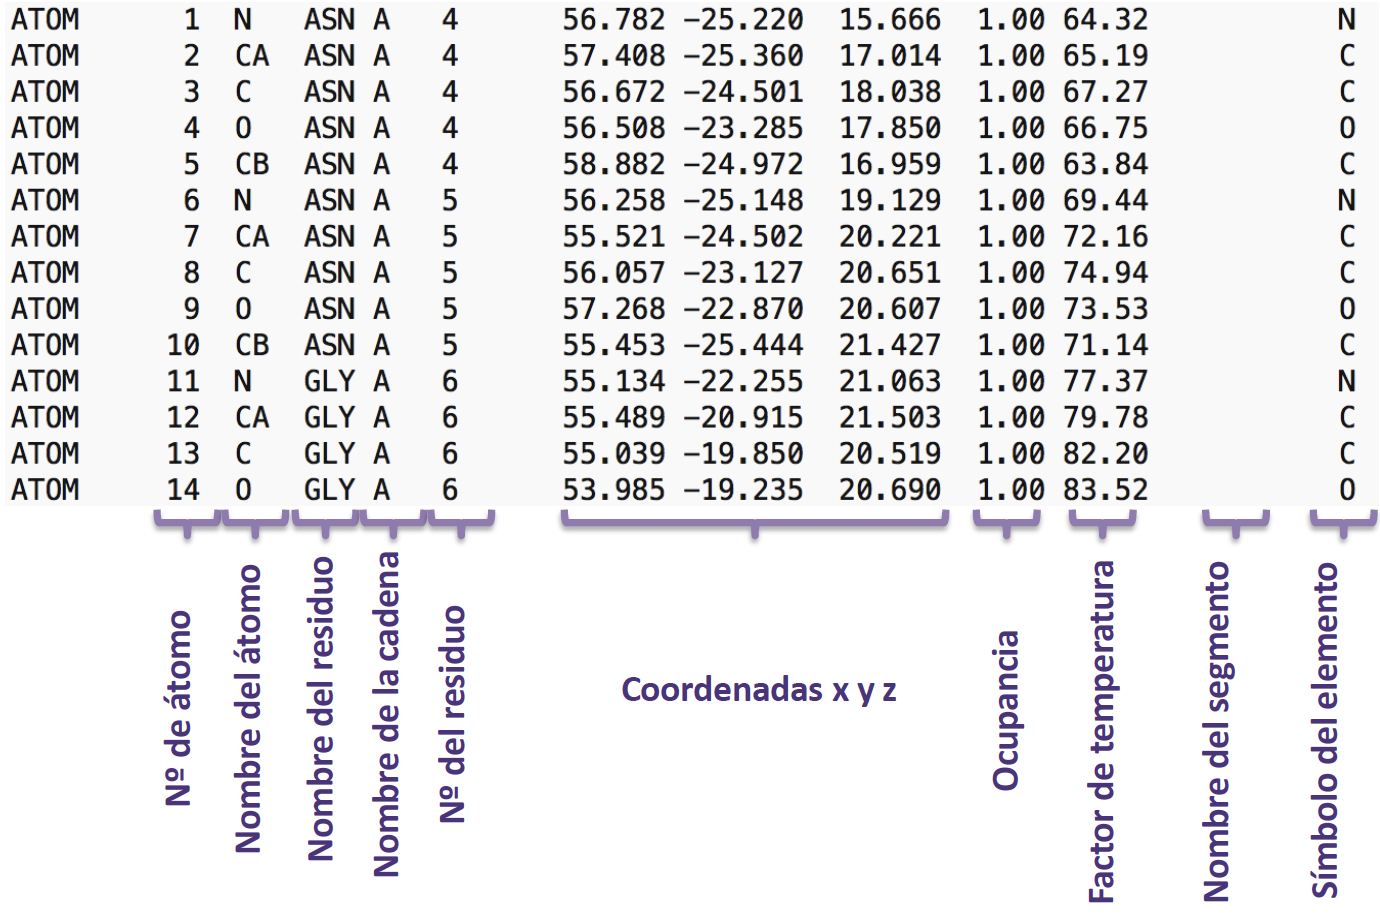 ATOM 1 N ASN A 4 56.782 -25.220 15.666 1.00 64.32 N
ATOM 2 CA ASN A 4 57.408 -25.360 17.014 1.00 65.19 C
ATOM 3 C ASN A 4 56.672 -24.501 18.038 1.00 67.27 C
ATOM 4 O ASN A 4 56.508 -23.285 17.850 1.00 66.75 O
ATOM 5 CB ASN A 4 58.882 -24.972 16.959 1.00 63.84 C
ATOM 6 N ASN A 5 56.258 -25.148 19.129 1.00 69.44 N
ATOM 7 CA ASN A 5 55.521 -24.502 20.221 1.00 72.16 C
ATOM 8 C ASN A 5 56.057 -23.127 20.651 1.00 74.94 C
ATOM 9 O ASN A 5 57.268 -22.870 20.607 1.00 73.53 O
ATOM 10 CB ASN A 5 55.453 -25.444 21.427 1.00 71.14 C
ATOM 11 N GLY A 6 55.134 -22.255 21.063 1.00 77.37 N
ATOM 12 CA GLY A 6 55.489 -20.915 21.503 1.00 79.78 C
ATOM 13 C GLY A 6 55.039 -19.850 20.519 1.00 82.20 C
ATOM 14 O GLY A 6 53.985 -19.235 20.690 1.00 83.52 O
Nº de átomo
Nombre del átomo
Nombre del residuo
Nombre de la cadena
Nº del residuo
Coordenadas x y z
Ocupancia
Factor de temperatura
Nombre del segmento
Símbolo del elemento